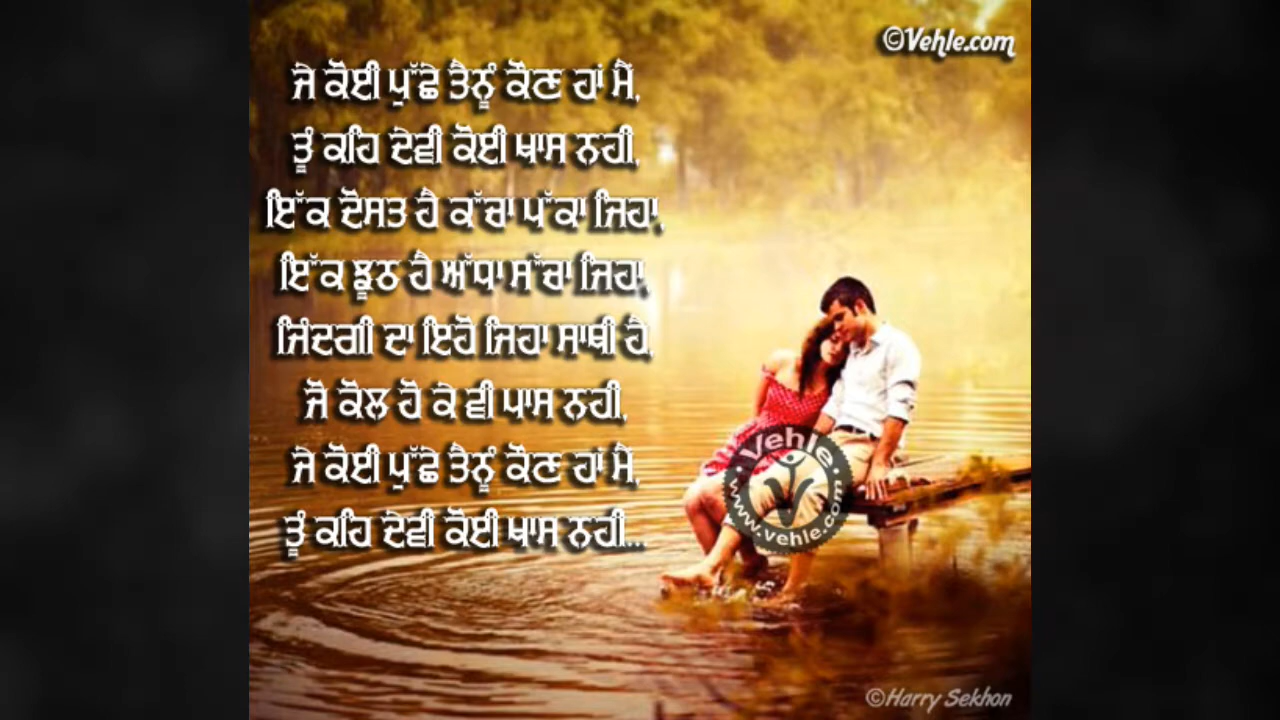 ©Vehle.com
ਜੇ ਕੋਈ ਪੁੱਛੇ ਤੈਨੂੰ ਕੌਣ ਹਾਂ ਮੈਂ,
ਤੂੰ ਕਹਿ ਦੇਵੀ ਕੋਈ ਖਾਸ ਨਹੀ,
ਇੱਕ ਦੋਸਤ ਹੈ ਕੱਚਾ ਪੱਕਾ ਜਿਹਾ,
ਇੱਕ ਝੂਠ ਹੈ ਅੱਧਾ ਸੱਚਾ ਜਿਹਾ,
ਜਿੰਦਗੀ ਦਾ ਇਹੋ ਜਿਹਾ ਸਾਥੀ ਹੈ,
ਜੋ ਕੋਲ ਹੋ ਕੇ ਵੀ ਪਾਸ ਨਹੀ,
ਜੇ ਕੋਈ ਪੁੱਛੇ ਤੈਨੂੰ ਕੌਣ ਹਾਂ ਮੈ,
ਤੂੰ ਕਹਿ ਦੇਵੀ ਕੋਈ ਖਾਸ ਨਹੀ...
Vehle
www.vehle.com
©Harry Sekhon